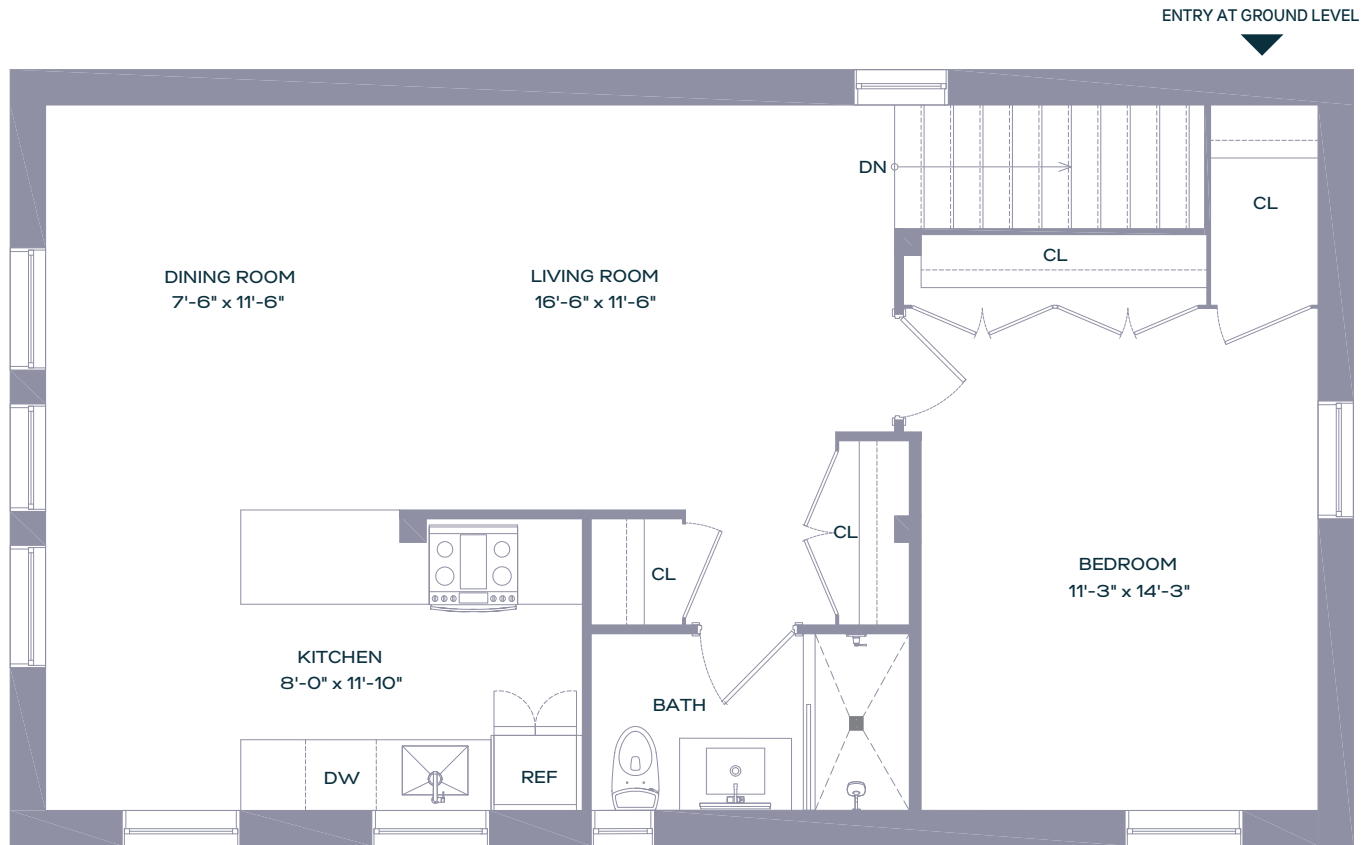 ENTRY AT GROUND LEVEL
DN
CL
CL
DINING ROOM
7'-6" x 11'-6"
LIVING ROOM
16'-6" x 11'-6"
CL
CL
BEDROOM
11'-3" x 14'-3"
KITCHEN
8'-0" x 11'-10"
BATH
DW
REF